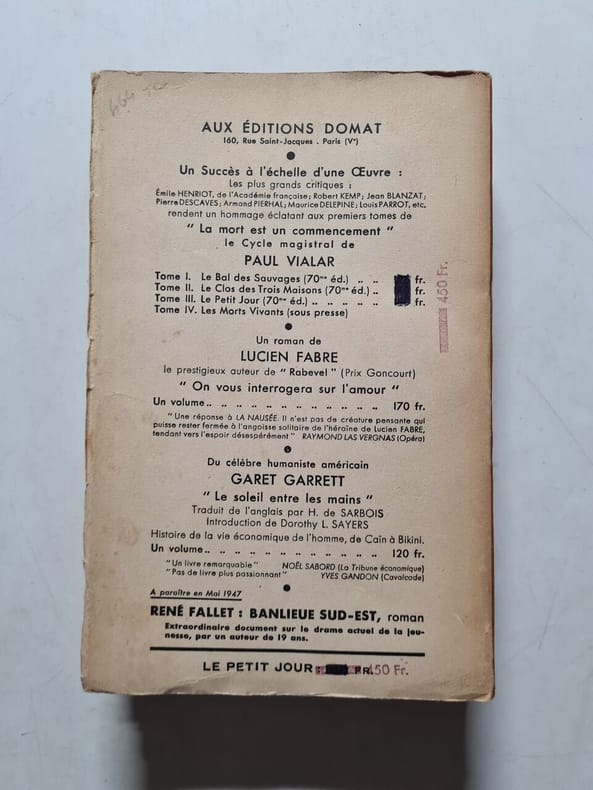 AUX ÉDITIONS DOMAT
160, Rue Saint-Jacques . Paris (Vᵉ)
Un Succès à l'échelle d'une Œuvre :
Les plus grands critiques :
Émile HENRIOT, de l'Académie française ; Robert KEMP ; Jean BLANZAT ;
Pierre DESCAVES ; Armand PIERHAL ; Maurice DELEPINE ; Louis PARROT, etc.
rendent un hommage éclatant aux premiers tomes de
" La mort est un commencement "
le Cycle magistral de
PAUL VIALAR
Tome I. Le Bal des Sauvages (70ᵐᵉ éd.) .. .. fr.
Tome II. Le Clos des Trois Maisons (70ᵐᵉ éd.) .. fr.
Tome III. Le Petit Jour (70ᵐᵉ éd.) .. .. .. .. .. fr.
Tome IV. Les Morts Vivants (sous presse)
450 Fr.
Un roman de
LUCIEN FABRE
le prestigieux auteur de " Rabevel " (Prix Goncourt)
" On vous interrogera sur l'amour "
Un volume .. .. .. .. .. .. .. .. .. .. .. .. 170 fr.
"Une réponse à LA NAUSÉE. Il n'est pas de créature pensante qui
puisse rester fermée à l'angoisse solitaire de l'héroïne de Lucien FABRE,
tendant vers l'espoir désespérément" RAYMOND LAS VERGNAS (Opéra)
Du célèbre humaniste américain
GARET GARRETT
" Le soleil entre les mains "
Traduit de l'anglais par H. de SARBOIS
Introduction de Dorothy L. SAYERS
Histoire de la vie économique de l'homme, de Caïn à Bikini.
Un volume .. .. .. .. .. .. .. .. .. .. .. .. 120 fr.
"Un livre remarquable" NOËL SABORD (La Tribune économique)
"Pas de livre plus passionnant" YVES GANDON (Cavalcade)
A paraître en Mai 1947
RENÉ FALLET : BANLIEUE SUD-EST, roman
Extraordinaire document sur le drame actuel de la jeu-
nesse, par un auteur de 19 ans.
LE PETIT JOUR : FR. 450 Fr.